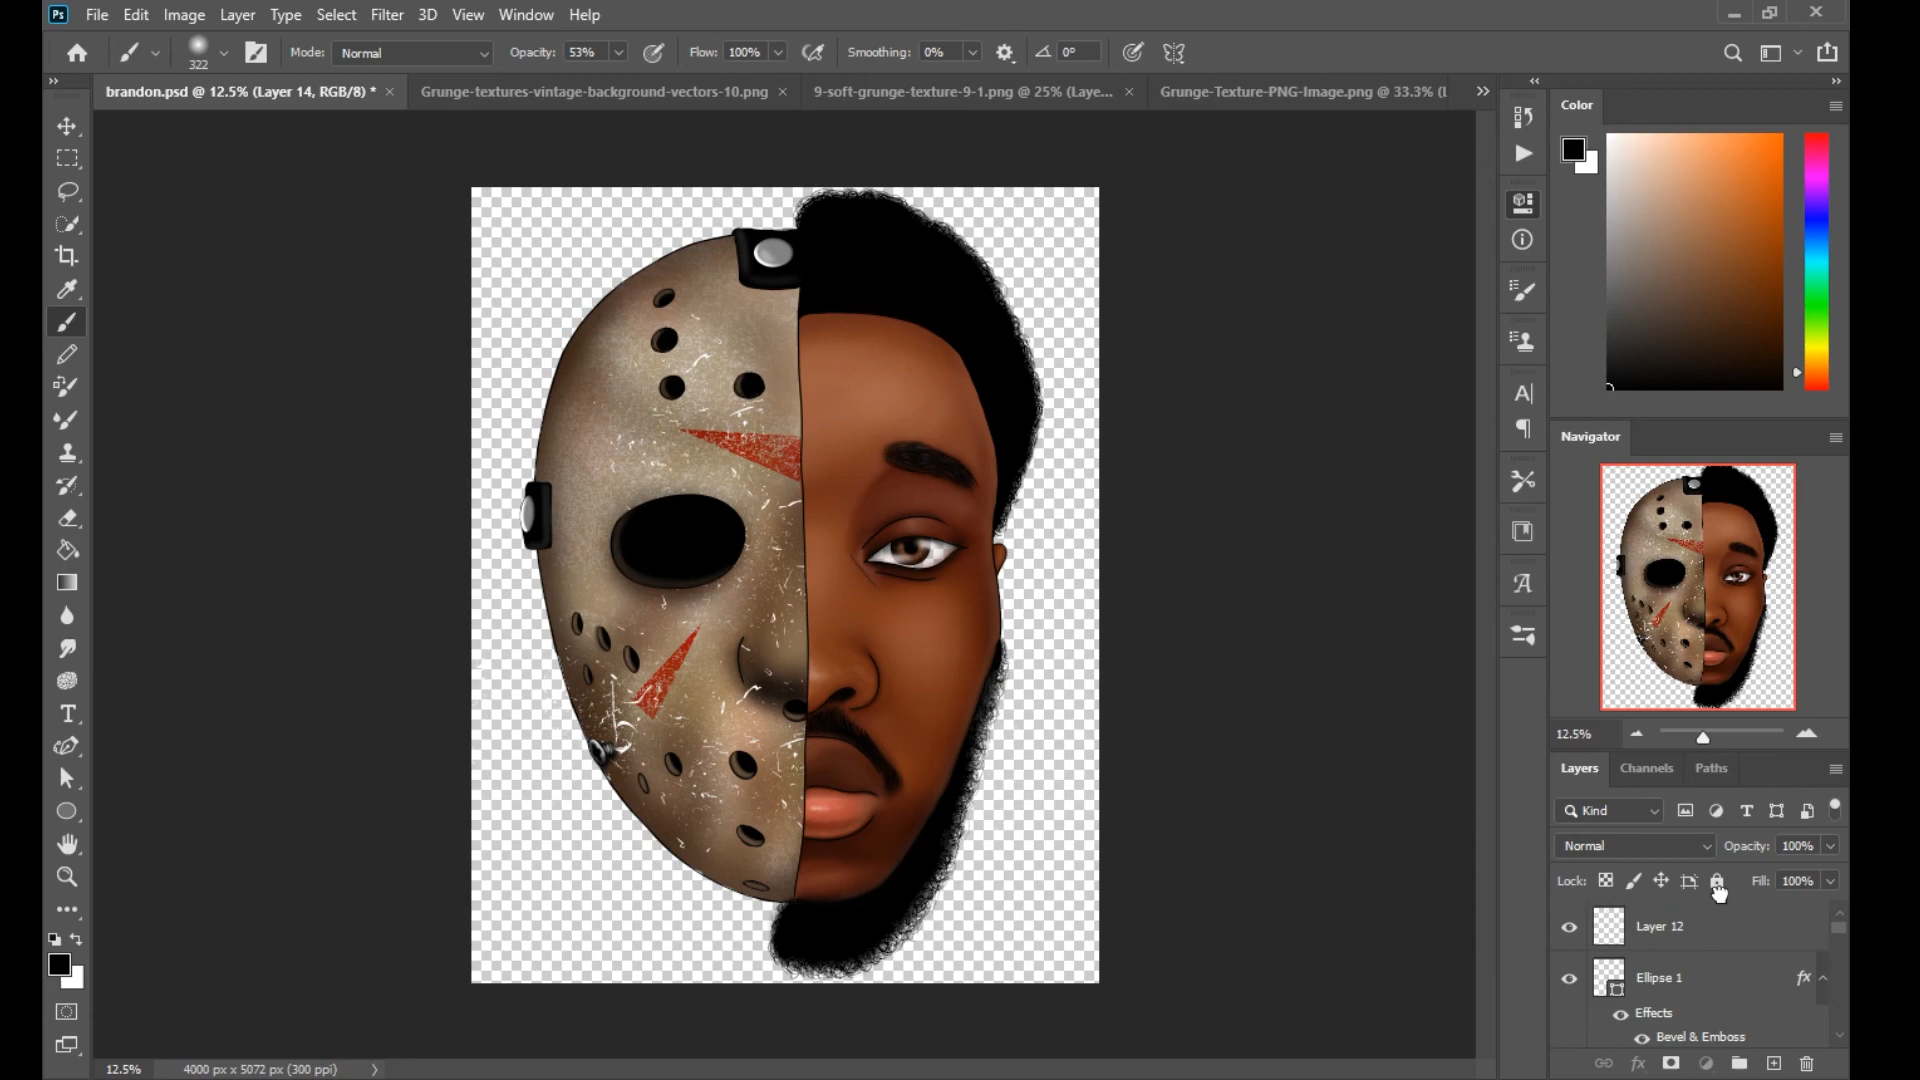 Ps File Edit Image Layer Type Select Filter 3D View Window Help
322 Mode: Normal Opacity: 53% Flow: 100% Smoothing: 0% 0°
brandon.psd @ 12.5% (Layer 14, RGB/8) * Grunge-textures-vintage-background-vectors-10.png 9-soft-grunge-texture-9-1.png @ 25% (Laye... Grunge-Texture-PNG-Image.png @ 33.3% (
Color
Navigator
12.5%
Layers Channels Paths
Kind
Normal Opacity: 100%
Lock: Fill: 100%
Layer 12
Ellipse 1 fx
Effects
Bevel & Emboss
12.5% 4000 px x 5072 px (300 ppi)
fx